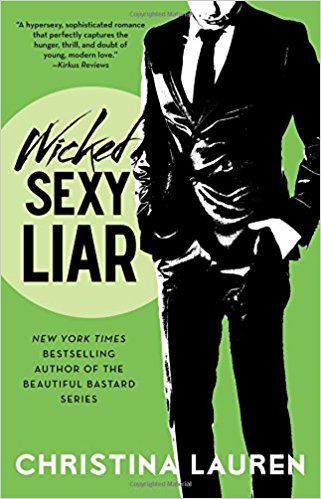 "A hypersexy, sophisticated romance
that perfectly captures the
hunger, thrill, and doubt of
young, modern love."
—Kirkus Reviews
Wicked
SEXY
LIAR
NEW YORK TIMES
BESTSELLING
AUTHOR OF THE
BEAUTIFUL BASTARD
SERIES
CHRISTINA LAUREN